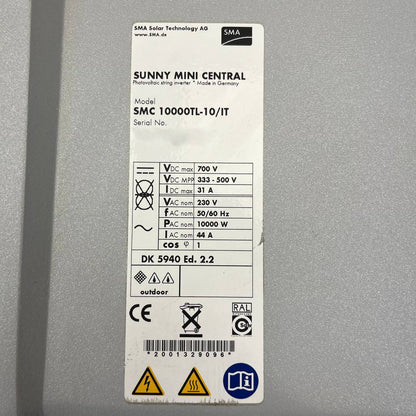 SMA Solar Technology AG
www.SMA.de
SMA
SUNNY MINI CENTRAL
Photovoltaic string inverter * Made in Germany
Model
SMC 10000TL-10/IT
Serial No.
VDC max 700 V
VDC MPP 333 - 500 V
IDC max 31 A
VAC nom 230 V
fAC nom 50/60 Hz
PAC nom 10000 W
IAC nom 44 A
cos φ 1
DK 5940 Ed. 2.2
outdoor
CE
RAL
*2001329096*